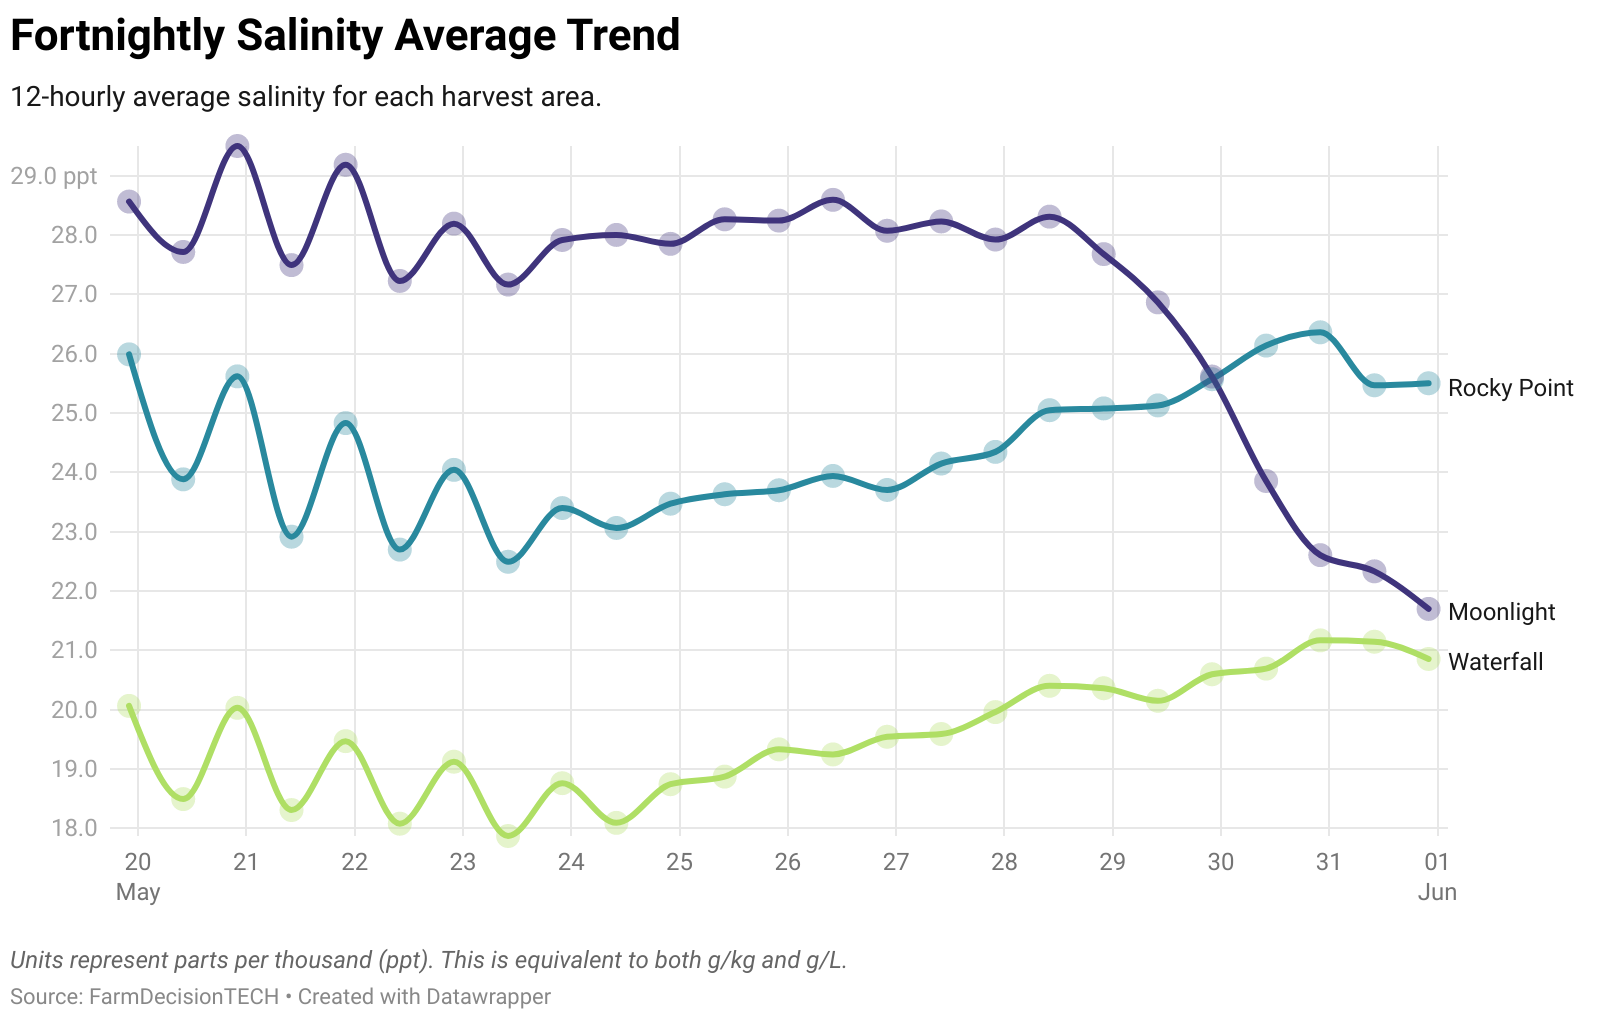 Fortnightly Salinity Average Trend
12-hourly average salinity for each harvest area.
29.0 ppt
28.0
27.0
26.0
25.0
24.0
23.0
22.0
21.0
20.0
19.0
18.0
Rocky Point
Moonlight
Waterfall
20 21 22 23 24 25 26 27 28 29 30 31 01
May Jun
Units represent parts per thousand (ppt). This is equivalent to both g/kg and g/L.
Source: FarmDecisionTECH • Created with Datawrapper